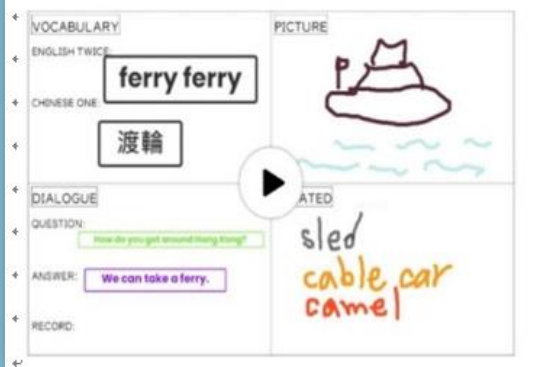 VOCABULARY
ENGLISH TWICE:
ferry ferry
CHINESE ONE:
渡輪
PICTURE
DIALOGUE
QUESTION:
How do you get around Hong Kong?
ANSWER:
We can take a ferry.
RECORD:
ATED
sled
cable car
camel